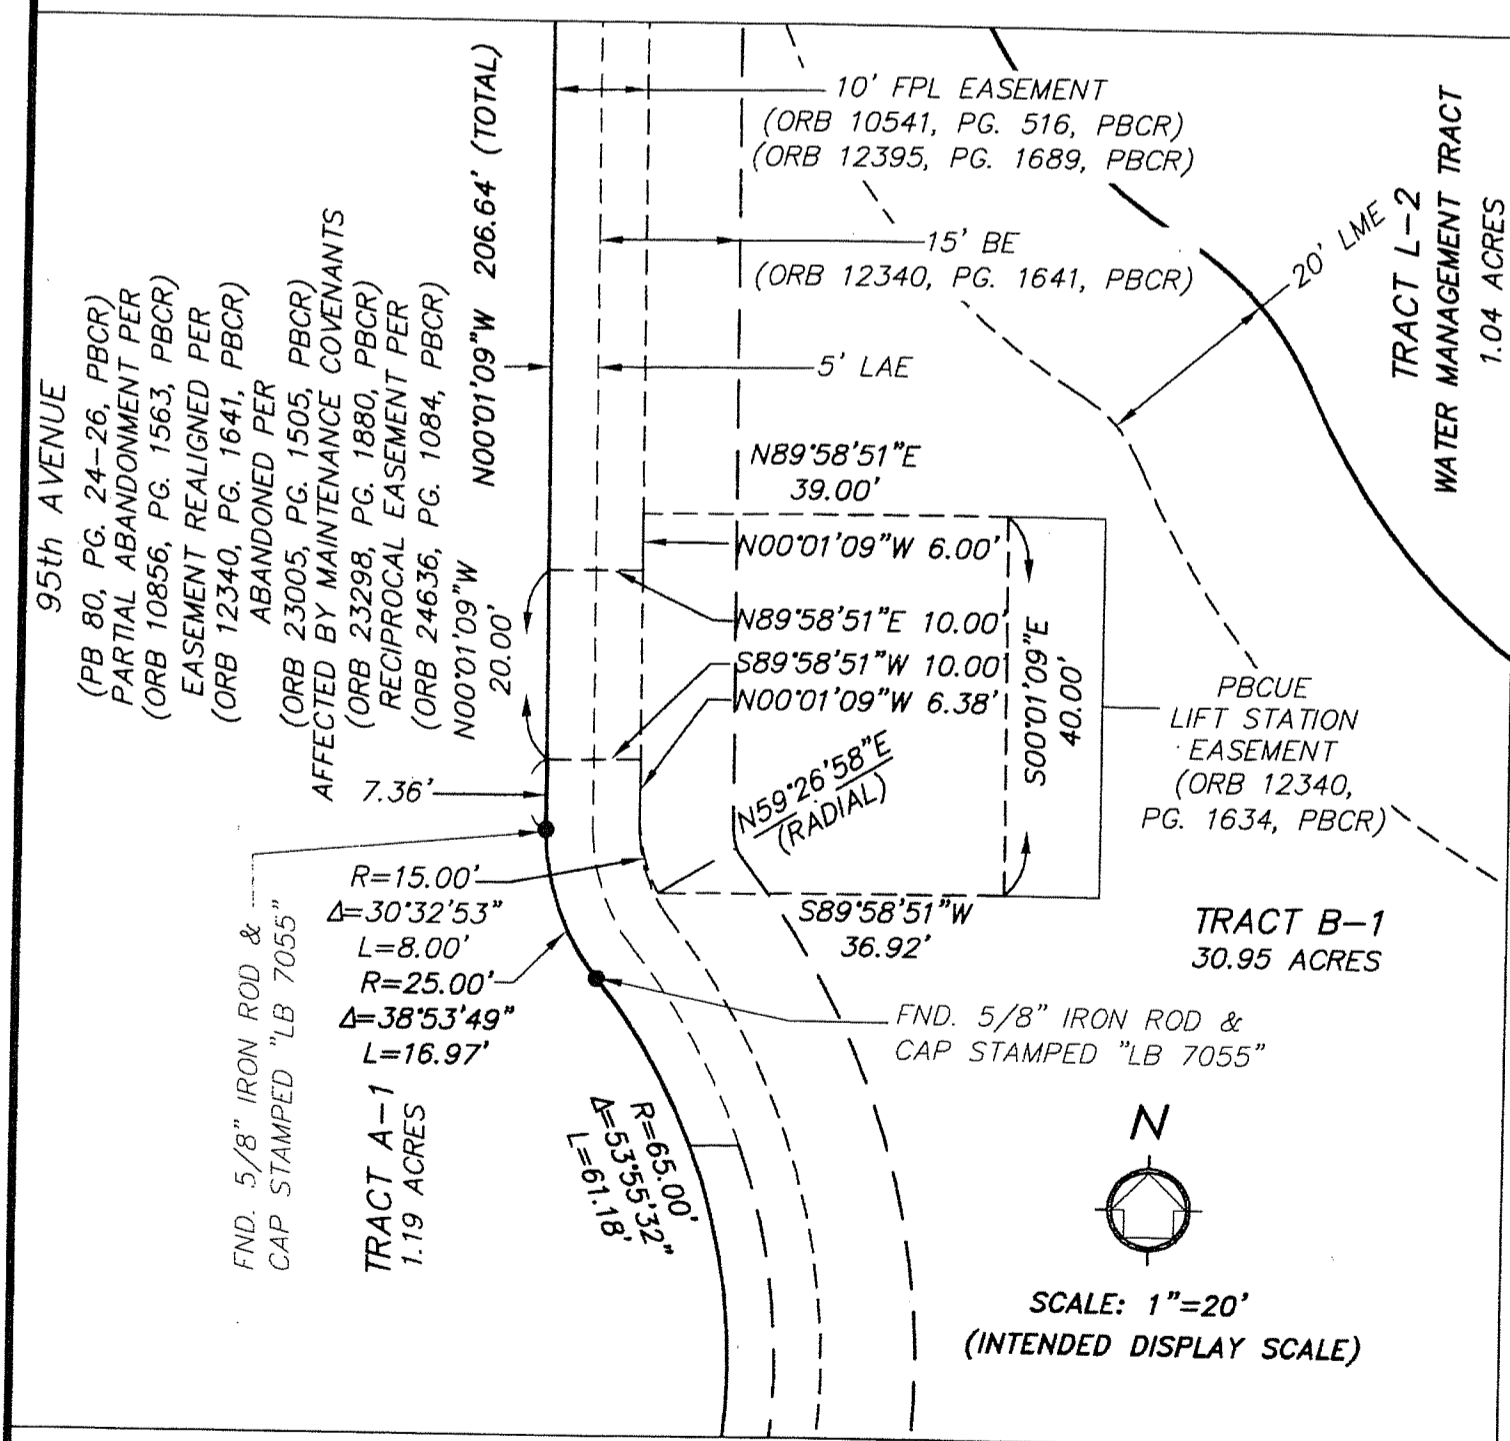 95th AVENUE
(PB 80, PG. 24-26, PBCR)
PARTIAL ABANDONMENT PER
(ORB 10856, PG. 1563, PBCR)
EASEMENT REALIGNED PER
(ORB 12340, PG. 1641, PBCR)
ABANDONED PER
(ORB 23005, PG. 1505, PBCR)
AFFECTED BY MAINTENANCE COVENANTS
(ORB 23298, PG. 1880, PBCR)
RECIPROCAL EASEMENT PER
(ORB 24636, PG. 1084, PBCR)
N00°01'09"W 206.64' (TOTAL)
N00°01'09"W
20.00'
10' FPL EASEMENT
(ORB 10541, PG. 516, PBCR)
(ORB 12395, PG. 1689, PBCR)
15' BE
(ORB 12340, PG. 1641, PBCR)
5' LAE
20' LME
TRACT L-2
WATER MANAGEMENT TRACT
1.04 ACRES
N89°58'51"E
39.00'
N00°01'09"W 6.00'
N89°58'51"E 10.00'
S89°58'51"W 10.00'
N00°01'09"W 6.38'
N59°26'58"E
(RADIAL)
S00°01'09"E
40.00'
PBCUE
LIFT STATION
EASEMENT
(ORB 12340,
PG. 1634, PBCR)
S89°58'51"W
36.92'
TRACT B-1
30.95 ACRES
7.36'
R=15.00'
Δ=30°32'53"
L=8.00'
R=25.00'
Δ=38°53'49"
L=16.97'
FND. 5/8" IRON ROD &
CAP STAMPED "LB 7055"
FND. 5/8" IRON ROD &
CAP STAMPED "LB 7055"
TRACT A-1
1.19 ACRES
R=65.00'
Δ=53°55'32"
L=61.18'
N
SCALE: 1"=20'
(INTENDED DISPLAY SCALE)